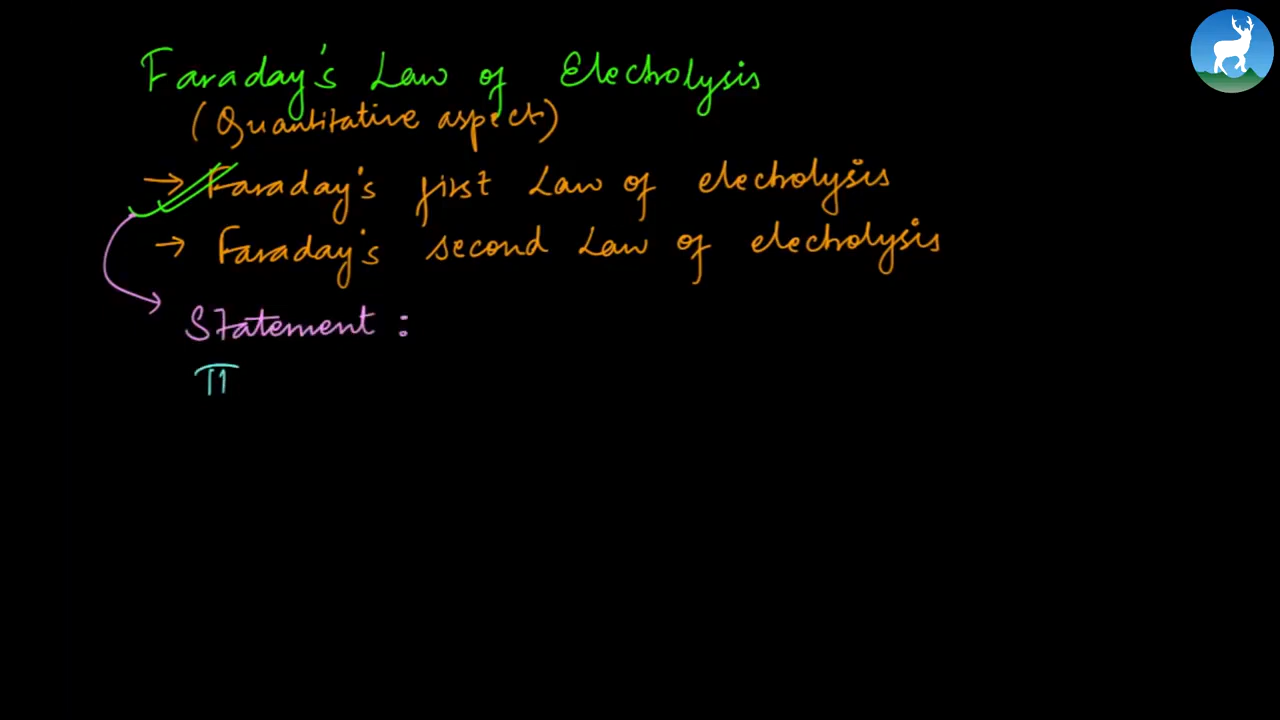 Faraday's Law of Electrolysis
(Quantitative aspect)
→ Faraday's first Law of electrolysis
→ Faraday's second Law of electrolysis
Statement :